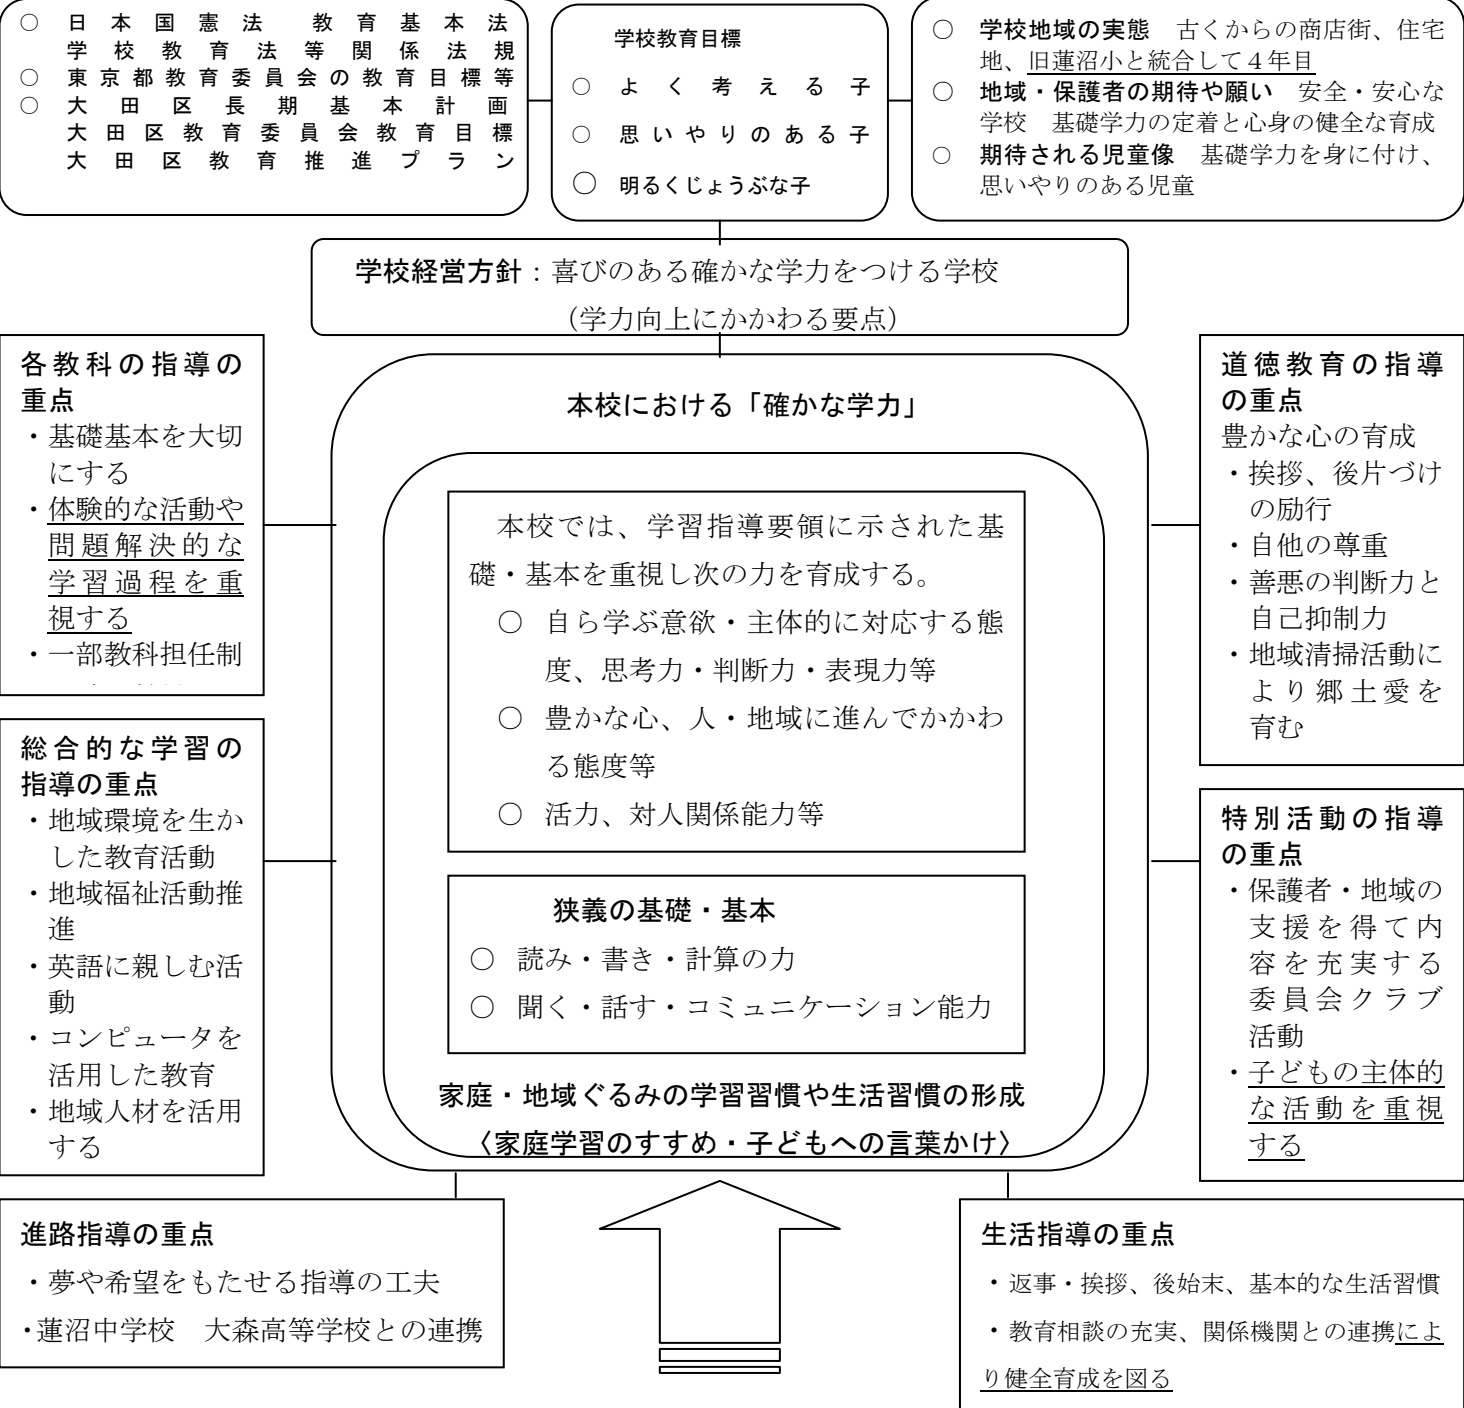 ○ 日本国憲法 教育基本法
学校教育法等関係法規
○ 東京都教育委員会の教育目標等
○ 大田区長期基本計画
大田区教育委員会教育目標
大田区教育推進プラン
学校教育目標
○ よく考える子
○ 思いやりのある子
○ 明るくじょうぶな子
○ 学校地域の実態 古くからの商店街、住宅
地、旧蓮沼小と統合して４年目
○ 地域・保護者の期待や願い 安全・安心な
学校 基礎学力の定着と心身の健全な育成
○ 期待される児童像 基礎学力を身に付け、
思いやりのある児童
学校経営方針：喜びのある確かな学力をつける学校
（学力向上にかかわる要点）
各教科の指導の
重点
・基礎基本を大切
にする
・体験的な活動や
問題解決的な
学習過程を重
視する
・一部教科担任制
総合的な学習の
指導の重点
・地域環境を生か
した教育活動
・地域福祉活動推
進
・英語に親しむ活
動
・コンピュータを
活用した教育
・地域人材を活用
する
本校における「確かな学力」
本校では、学習指導要領に示された基
礎・基本を重視し次の力を育成する。
○ 自ら学ぶ意欲・主体的に対応する態
度、思考力・判断力・表現力等
○ 豊かな心、人・地域に進んでかかわ
る態度等
○ 活力、対人関係能力等
狭義の基礎・基本
○ 読み・書き・計算の力
○ 聞く・話す・コミュニケーション能力
家庭・地域ぐるみの学習習慣や生活習慣の形成
〈家庭学習のすすめ・子どもへの言葉かけ〉
道徳教育の指導
の重点
豊かな心の育成
・挨拶、後片づけ
の励行
・自他の尊重
・善悪の判断力と
自己抑制力
・地域清掃活動に
より郷土愛を
育む
特別活動の指導
の重点
・保護者・地域の
支援を得て内
容を充実する
委員会クラブ
活動
・子どもの主体的
な活動を重視
する
進路指導の重点
・夢や希望をもたせる指導の工夫
・蓮沼中学校 大森高等学校との連携
生活指導の重点
・返事・挨拶、後始末、基本的な生活習慣
・教育相談の充実、関係機関との連携によ
り健全育成を図る